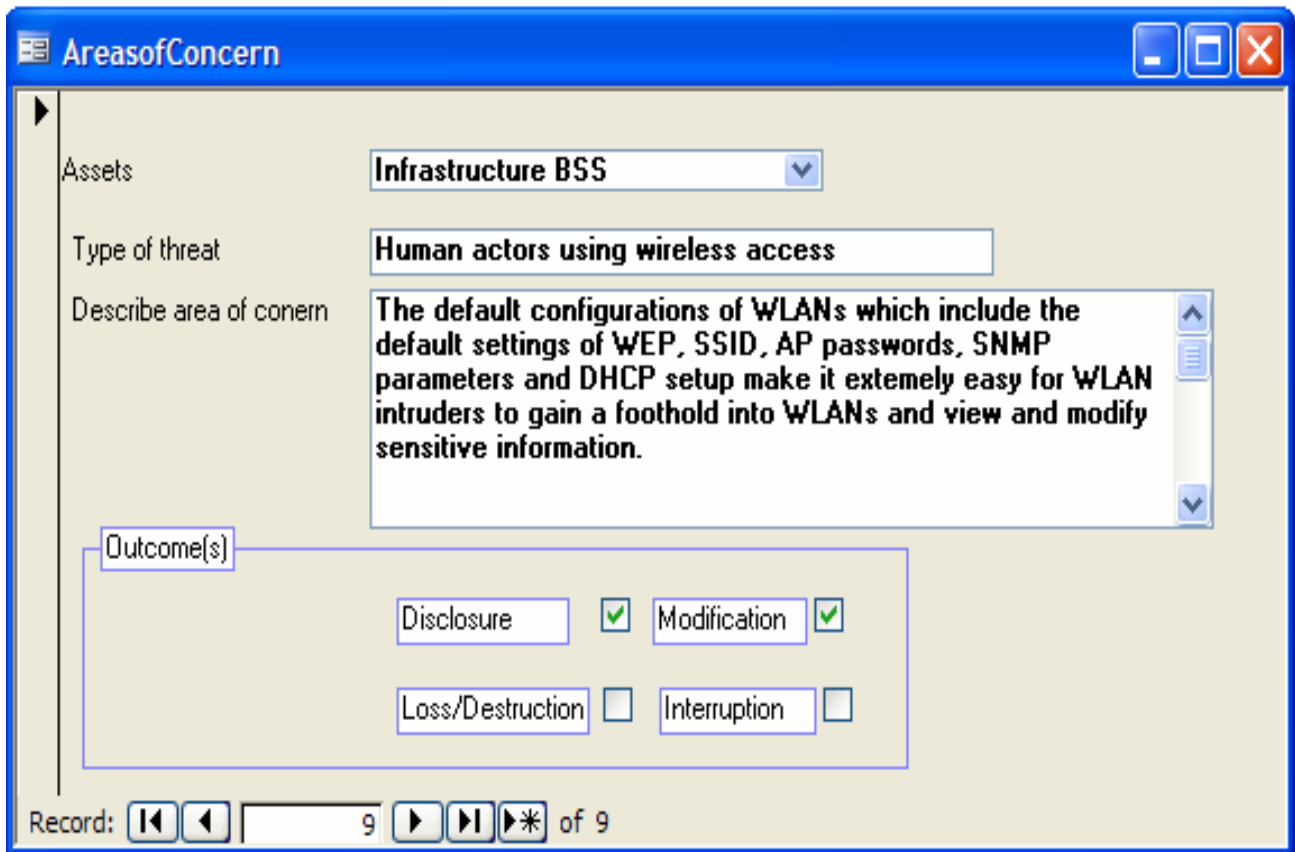 AreasofConcern
Assets
Infrastructure BSS
Type of threat
Human actors using wireless access
Describe area of conern
The default configurations of WLANs which include the
default settings of WEP, SSID, AP passwords, SNMP
parameters and DHCP setup make it extemely easy for WLAN
intruders to gain a foothold into WLANs and view and modify
sensitive information.
Outcome(s)
Disclosure
Modification
Loss/Destruction
Interruption
Record: 9 of 9